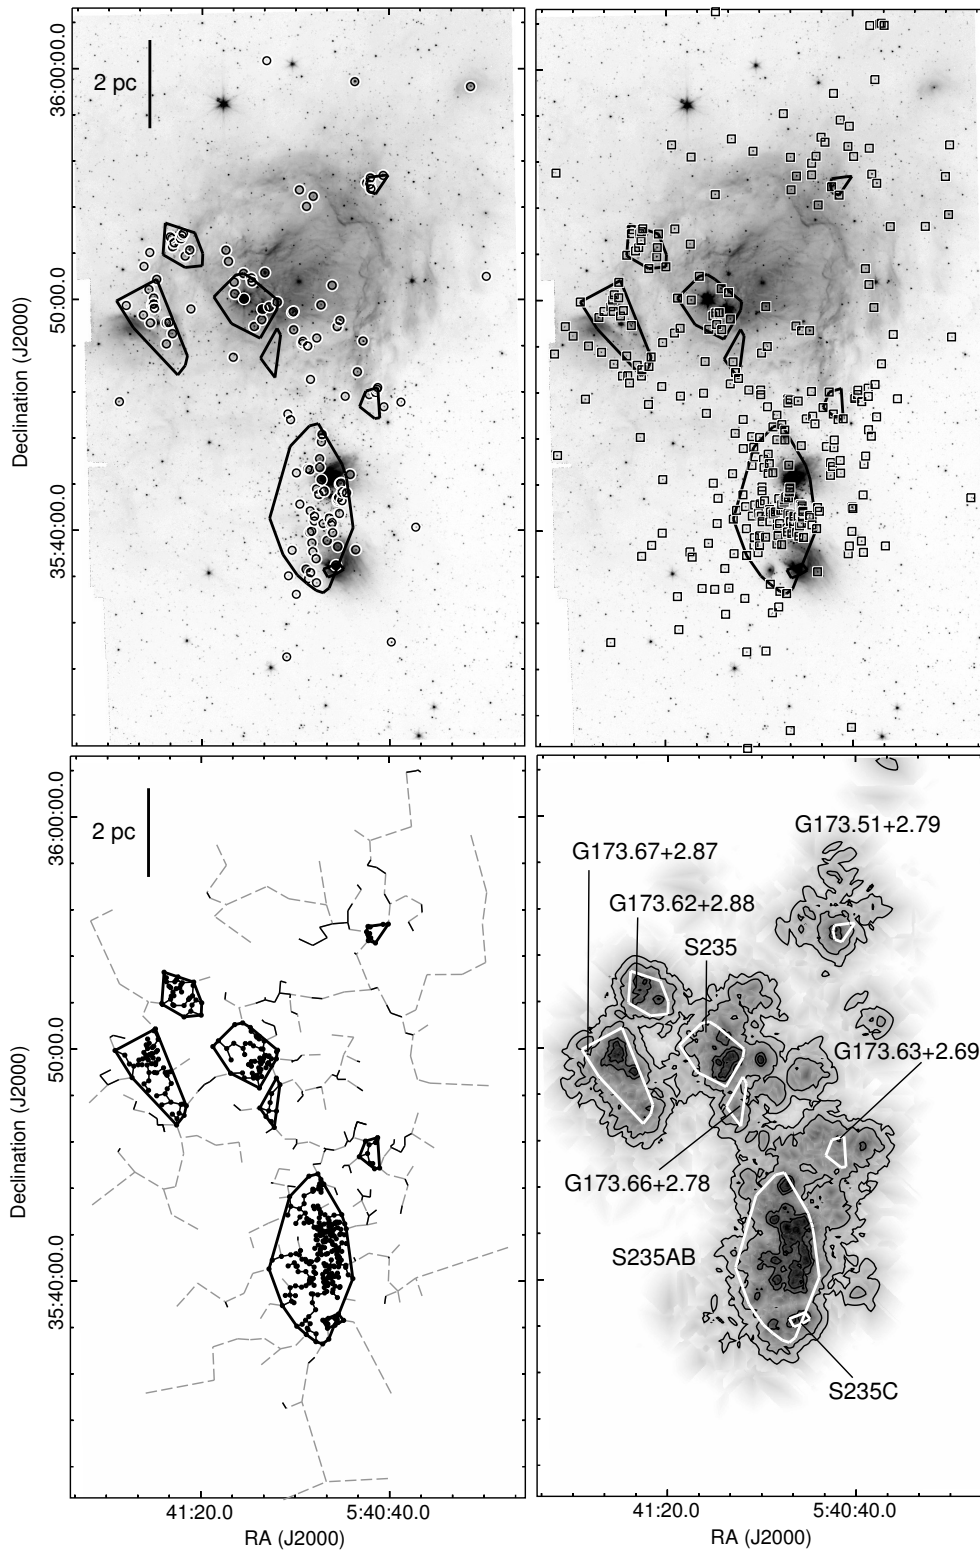 36:00:00.0
2 pc
50:00.0
Declination (J2000)
35:40:00.0
36:00:00.0
2 pc
50:00.0
Declination (J2000)
35:40:00.0
41:20.0
5:40:40.0
RA (J2000)
G173.51+2.79
G173.67+2.87
G173.62+2.88
S235
G173.63+2.69
G173.66+2.78
S235AB
S235C
41:20.0
5:40:40.0
RA (J2000)